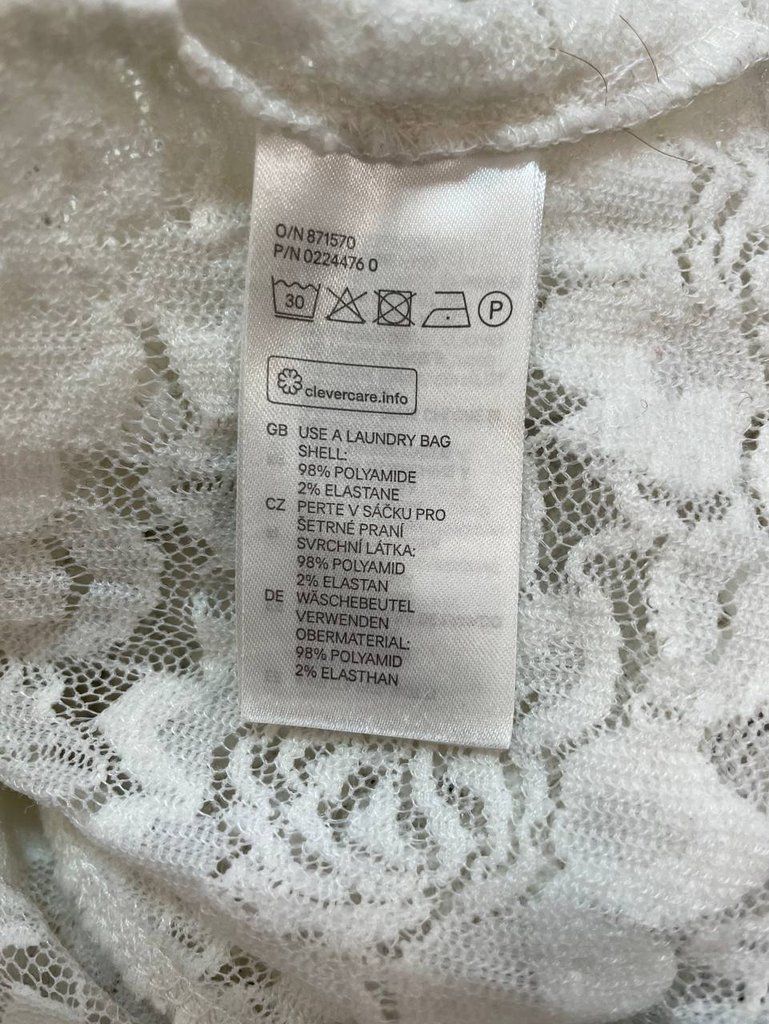 O/N 871570
P/N 0224476 0
30 P
clevercare.info
GB USE A LAUNDRY BAG
SHELL:
98% POLYAMIDE
2% ELASTANE
CZ PERTE V SÁČKU PRO
ŠETRNÉ PRANÍ
SVRCHNÍ LÁTKA:
98% POLYAMID
2% ELASTAN
DE WÄSCHEBEUTEL
VERWENDEN
OBERMATERIAL:
98% POLYAMID
2% ELASTHAN